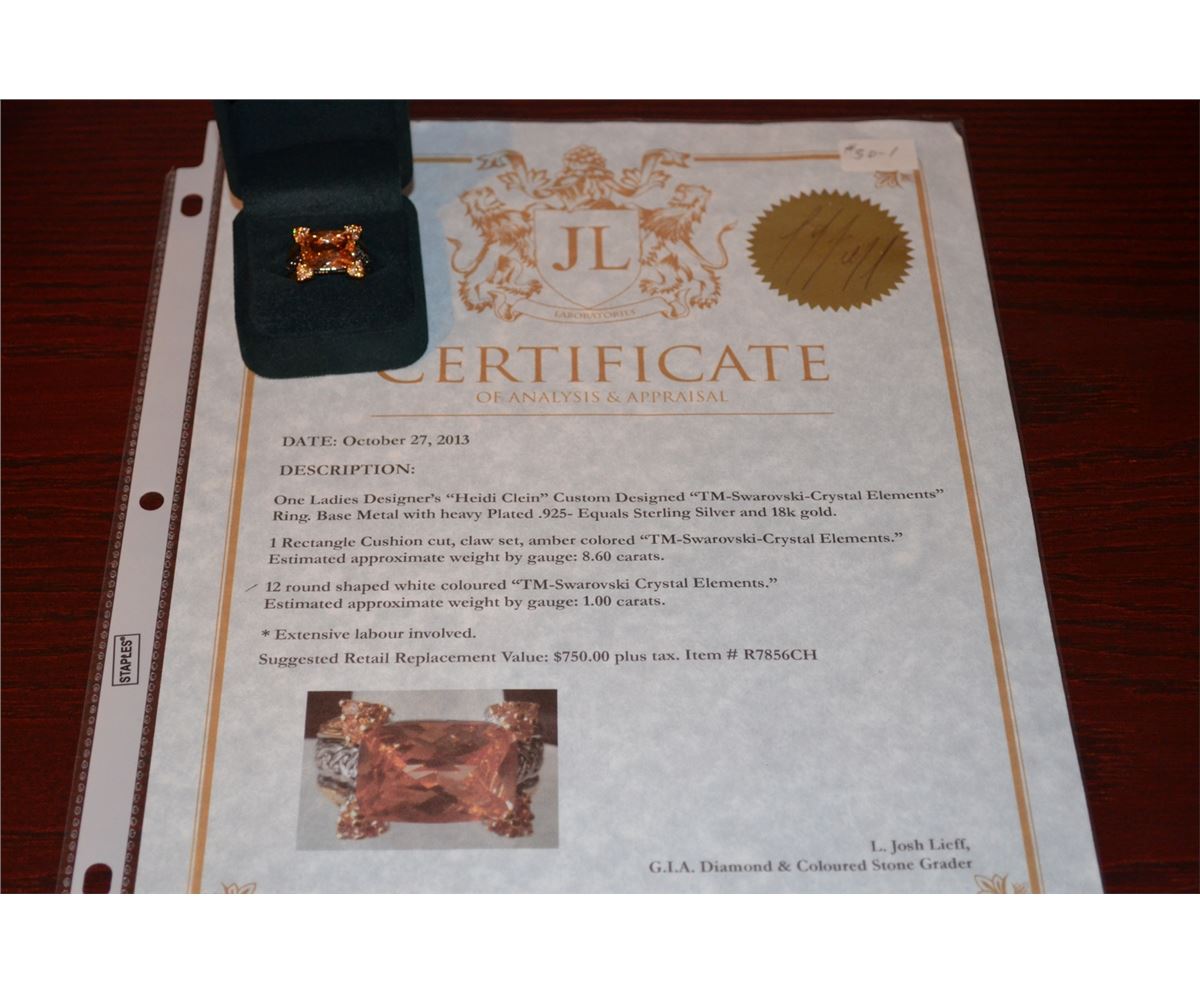 #50-1
JL
LABORATORIES
CERTIFICATE
OF ANALYSIS & APPRAISAL
DATE: October 27, 2013
DESCRIPTION:
One Ladies Designer's “Heidi Clein” Custom Designed “TM-Swarovski-Crystal Elements”
Ring. Base Metal with heavy Plated .925- Equals Sterling Silver and 18k gold.
1 Rectangle Cushion cut, claw set, amber colored “TM-Swarovski-Crystal Elements.”
Estimated approximate weight by gauge: 8.60 carats.
12 round shaped white coloured “TM-Swarovski Crystal Elements.”
Estimated approximate weight by gauge: 1.00 carats.
* Extensive labour involved.
Suggested Retail Replacement Value: $750.00 plus tax. Item # R7856CH
STAPLES®
L. Josh Lieff,
G.I.A. Diamond & Coloured Stone Grader